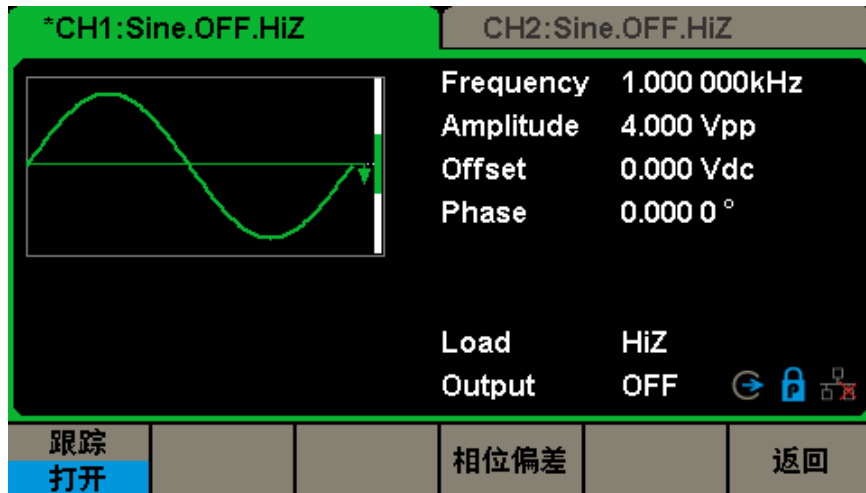 *CH1:Sine.OFF.HiZ
CH2:Sine.OFF.HiZ
Frequency 1.000 000kHz
Amplitude 4.000 Vpp
Offset 0.000 Vdc
Phase 0.000 0 °
Load HiZ
Output OFF
P
跟踪
打开
相位偏差
返回